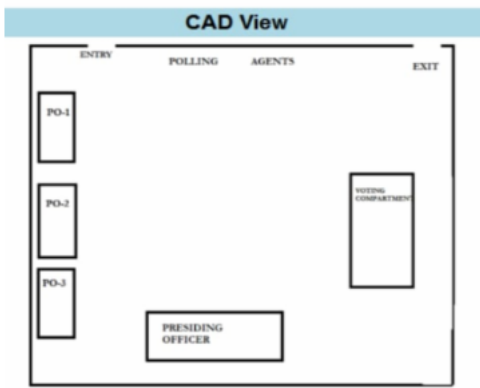 CAD View
ENTRY
POLLING AGENTS
EXIT
PO-1
PO-2
VOTING
COMPARTMENT
PO-3
PRESIDING
OFFICER